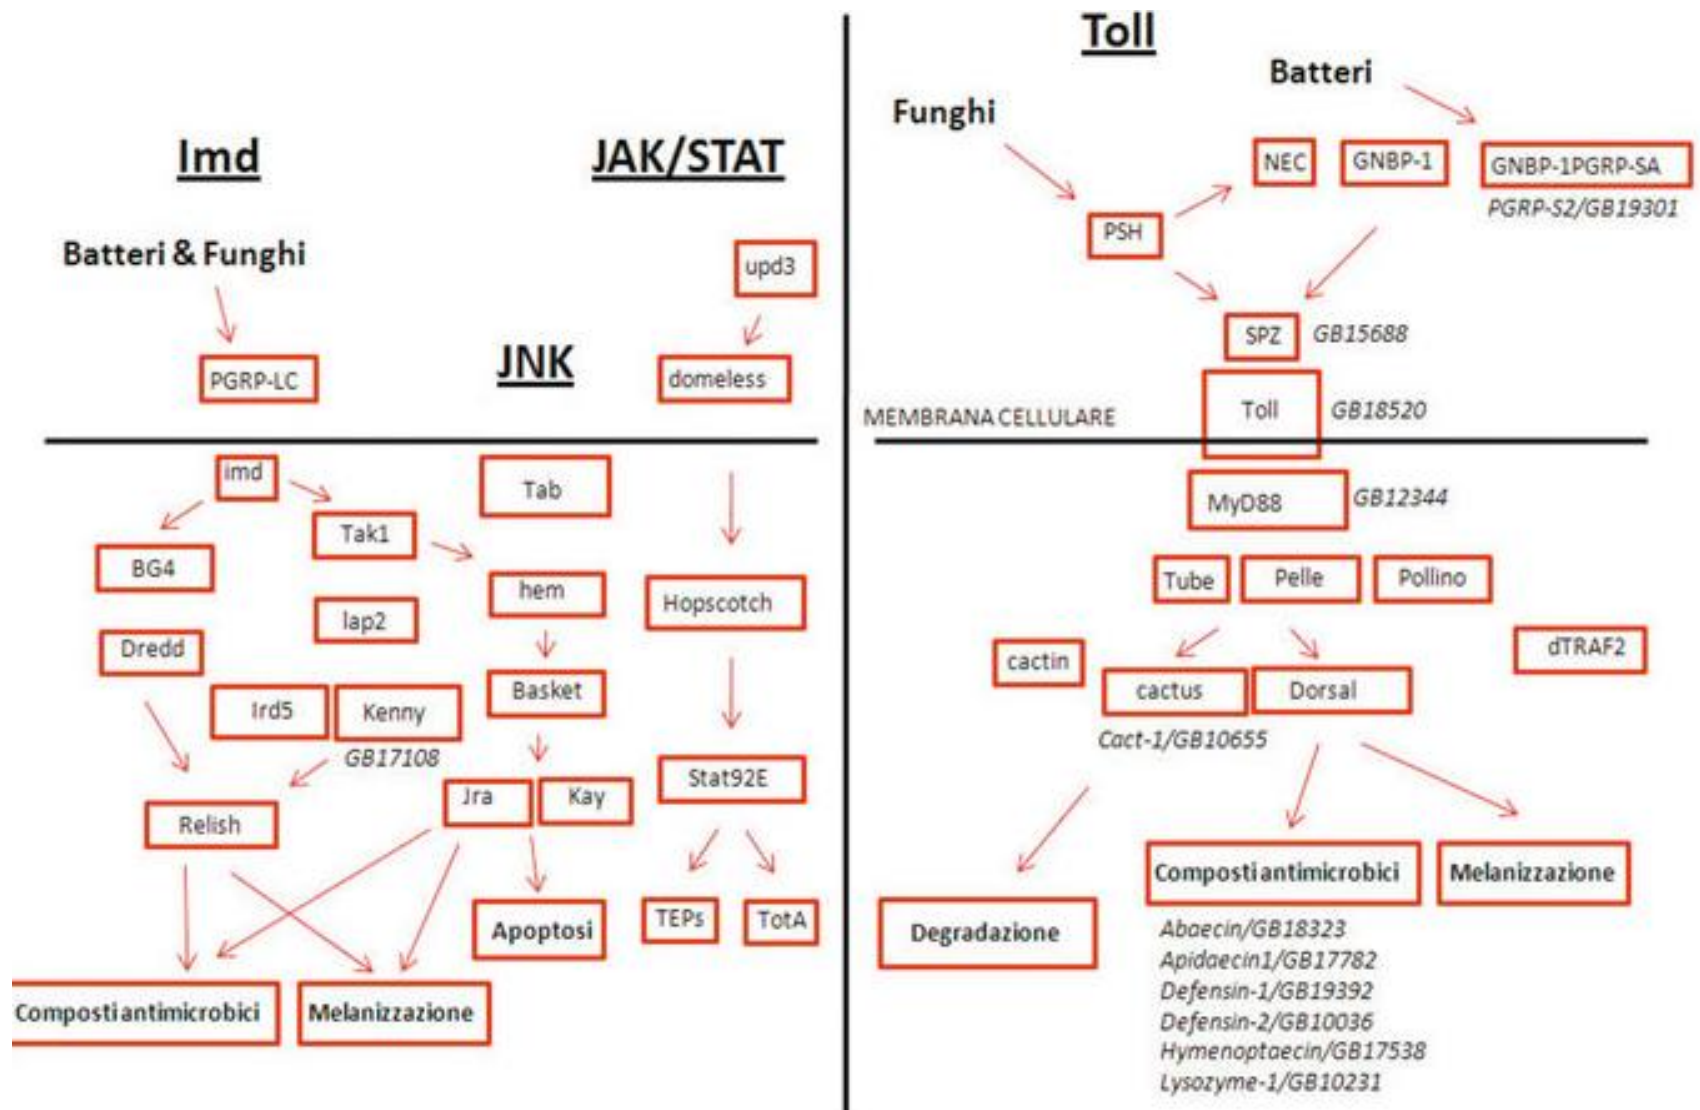 Imd
JAK/STAT
Batteri & Funghi
upd3
JNK
PGRP-LC
domeless
imd
Tab
Tak1
BG4
hem
Hopscotch
Iap2
Dredd
Basket
Ird5
Kenny
GB17108
Stat92E
Jra
Kay
Relish
TEPs
TotA
Apoptosi
Composti antimicrobici
Melanizzazione
Toll
Batteri
Funghi
NEC
GNBP-1
GNBP-1PGRP-SA
PGRP-S2/GB19301
PSH
SPZ
GB15688
Toll
GB18520
MEMBRANA CELLULARE
MyD88
GB12344
Tube
Pelle
Pollino
dTRAF2
cactin
cactus
Dorsal
Cact-1/GB10655
Composti antimicrobici
Melanizzazione
Degradazione
Abaecin/GB18323
Apidaecin1/GB17782
Defensin-1/GB19392
Defensin-2/GB10036
Hymenoptaecin/GB17538
Lysozyme-1/GB10231